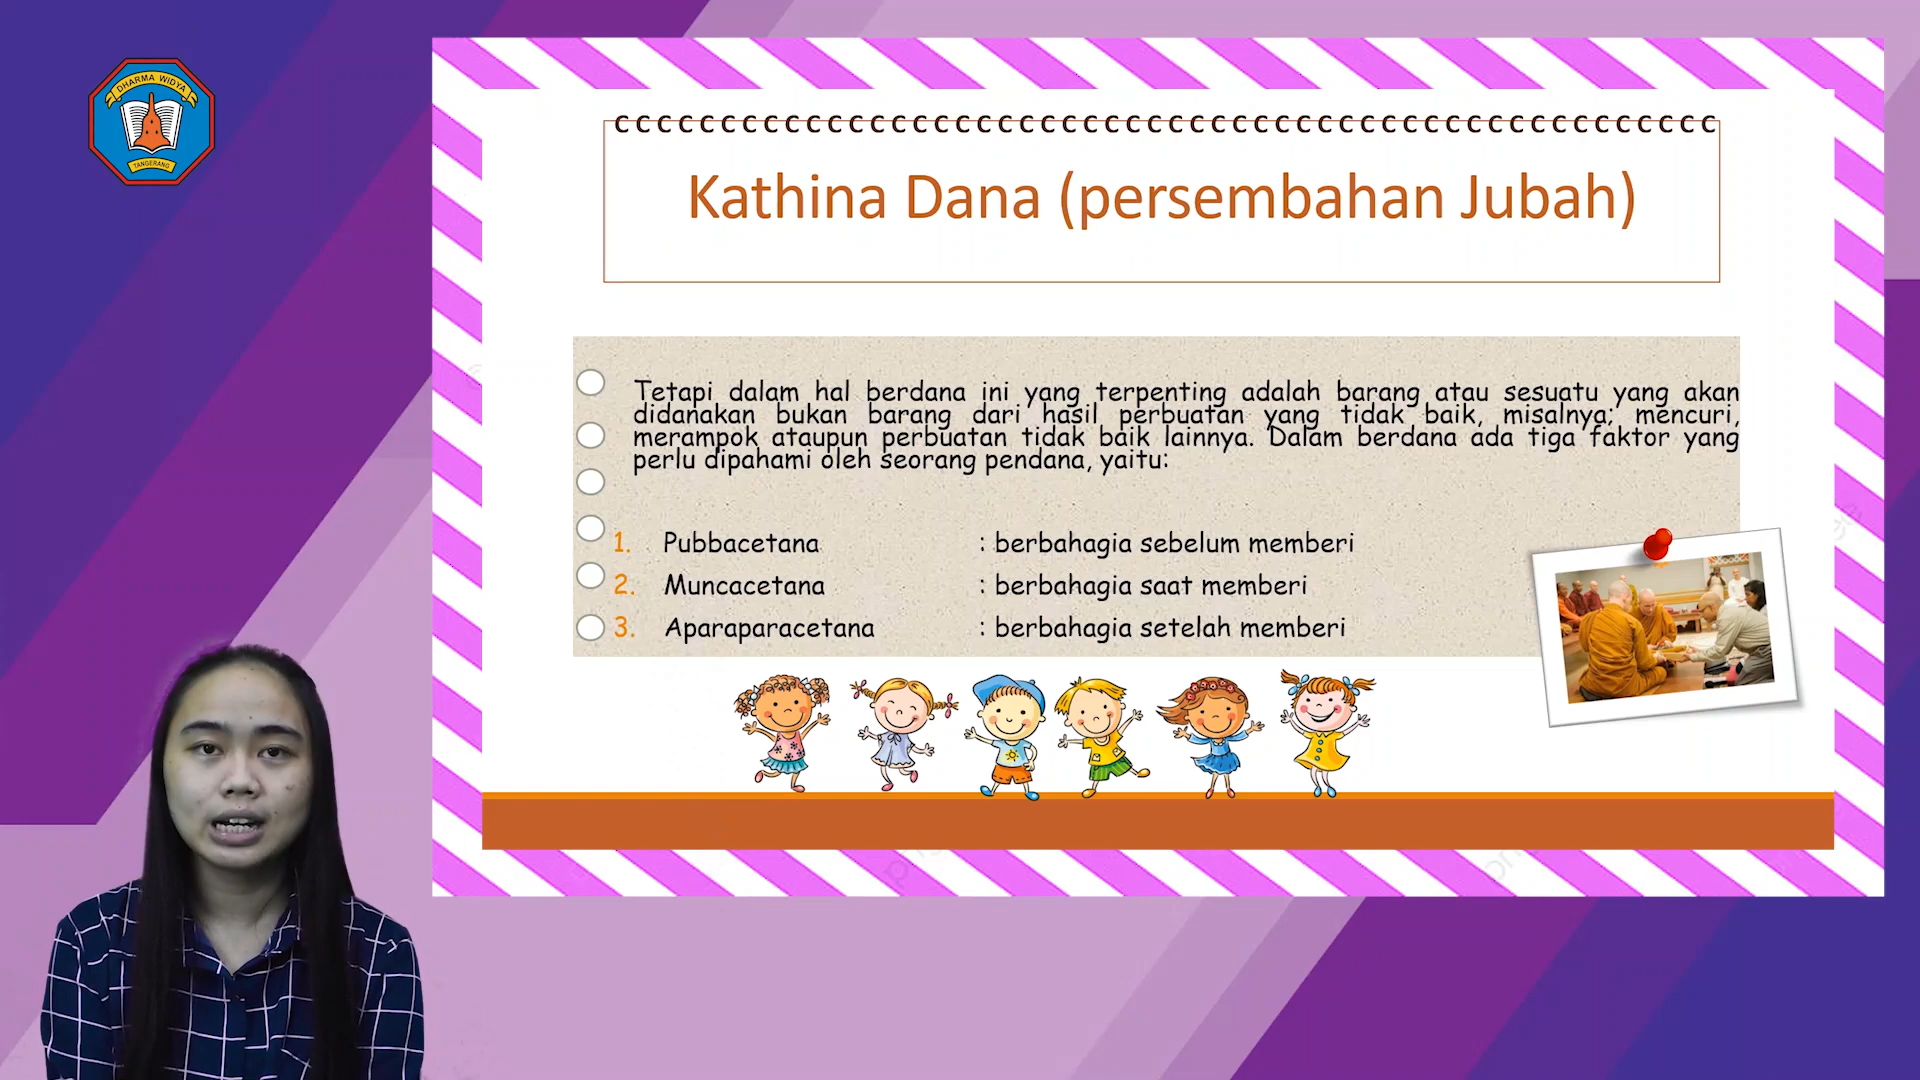 DHARMA WIDYA
TANGERANG
cccccccccccccccccccccccccccccccccccccccccccccccccccc
Kathina Dana (persembahan Jubah)
Tetapi dalam hal berdana ini yang terpenting adalah barang atau sesuatu yang akan
didanakan bukan barang dari hasil perbuatan yang tidak baik, misalnya; mencuri,
merampok ataupun perbuatan tidak baik lainnya. Dalam berdana ada tiga faktor yang
perlu dipahami oleh seorang pendana, yaitu:
1. Pubbacetana : berbahagia sebelum memberi
2. Muncacetana : berbahagia saat memberi
3. Aparaparacetana : berbahagia setelah memberi